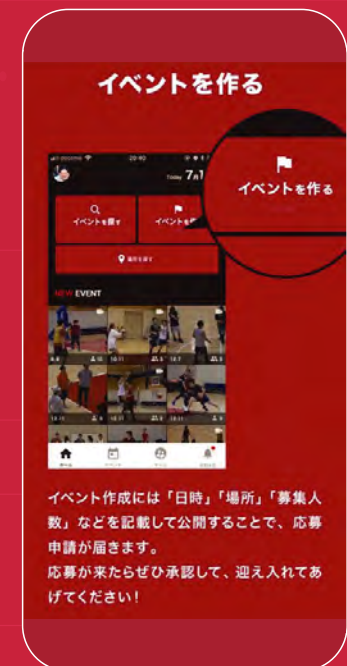 イベントを作る
20:40
Today 7月1
イベントを探す
イベントを作る
場所を探す
NEW EVENT
イベント作成には「日時」「場所」「募集人
数」などを記載して公開することで、応募
申請が届きます。
応募が来たらぜひ承認して、迎え入れてあ
げてください！